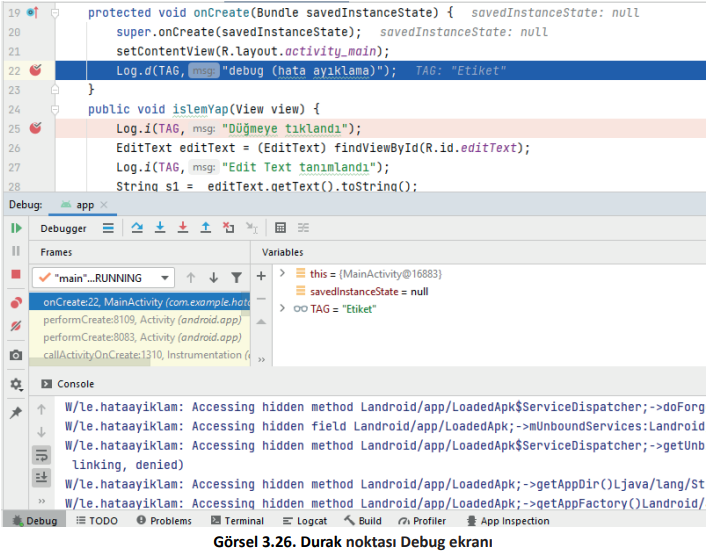 19 protected void onCreate(Bundle savedInstanceState) { savedInstanceState: null
20 super.onCreate(savedInstanceState); savedInstanceState: null
21 setContentView(R.layout.activity_main);
22 Log.d(TAG, msg: "debug (hata ayıklama)"); TAG: "Etiket"
23 }
24 public void islemYap(View view) {
25 Log.i(TAG, msg: "Düğmeye tıklandı");
26 EditText editText = (EditText) findViewById(R.id.editText);
27 Log.i(TAG, msg: "Edit Text tanımlandı");
28 String s1 = editText.getText().toString();
Debug: app
Debugger
Frames Variables
"main"...RUNNING
onCreate:22, MainActivity (com.example.hata
performCreate:8109, Activity (android.app)
performCreate:8083, Activity (android.app)
callActivityOnCreate:1310, Instrumentation
this = {MainActivity@16883}
savedInstanceState = null
TAG = "Etiket"
Console
W/le.hataayiklam: Accessing hidden method Landroid/app/LoadedApk$ServiceDispatcher;->doForg
W/le.hataayiklam: Accessing hidden field Landroid/app/LoadedApk;->mUnboundServices:Landroid
W/le.hataayiklam: Accessing hidden method Landroid/app/LoadedApk$ServiceDispatcher;->getUnb
linking, denied)
W/le.hataayiklam: Accessing hidden method Landroid/app/LoadedApk;->getAppDir()Ljava/lang/St
W/le.hataayiklam: Accessing hidden method Landroid/app/LoadedApk;->getAppFactory()Landroid/
Debug TODO Problems Terminal Logcat Build Profiler App Inspection
Görsel 3.26. Durak noktası Debug ekranı